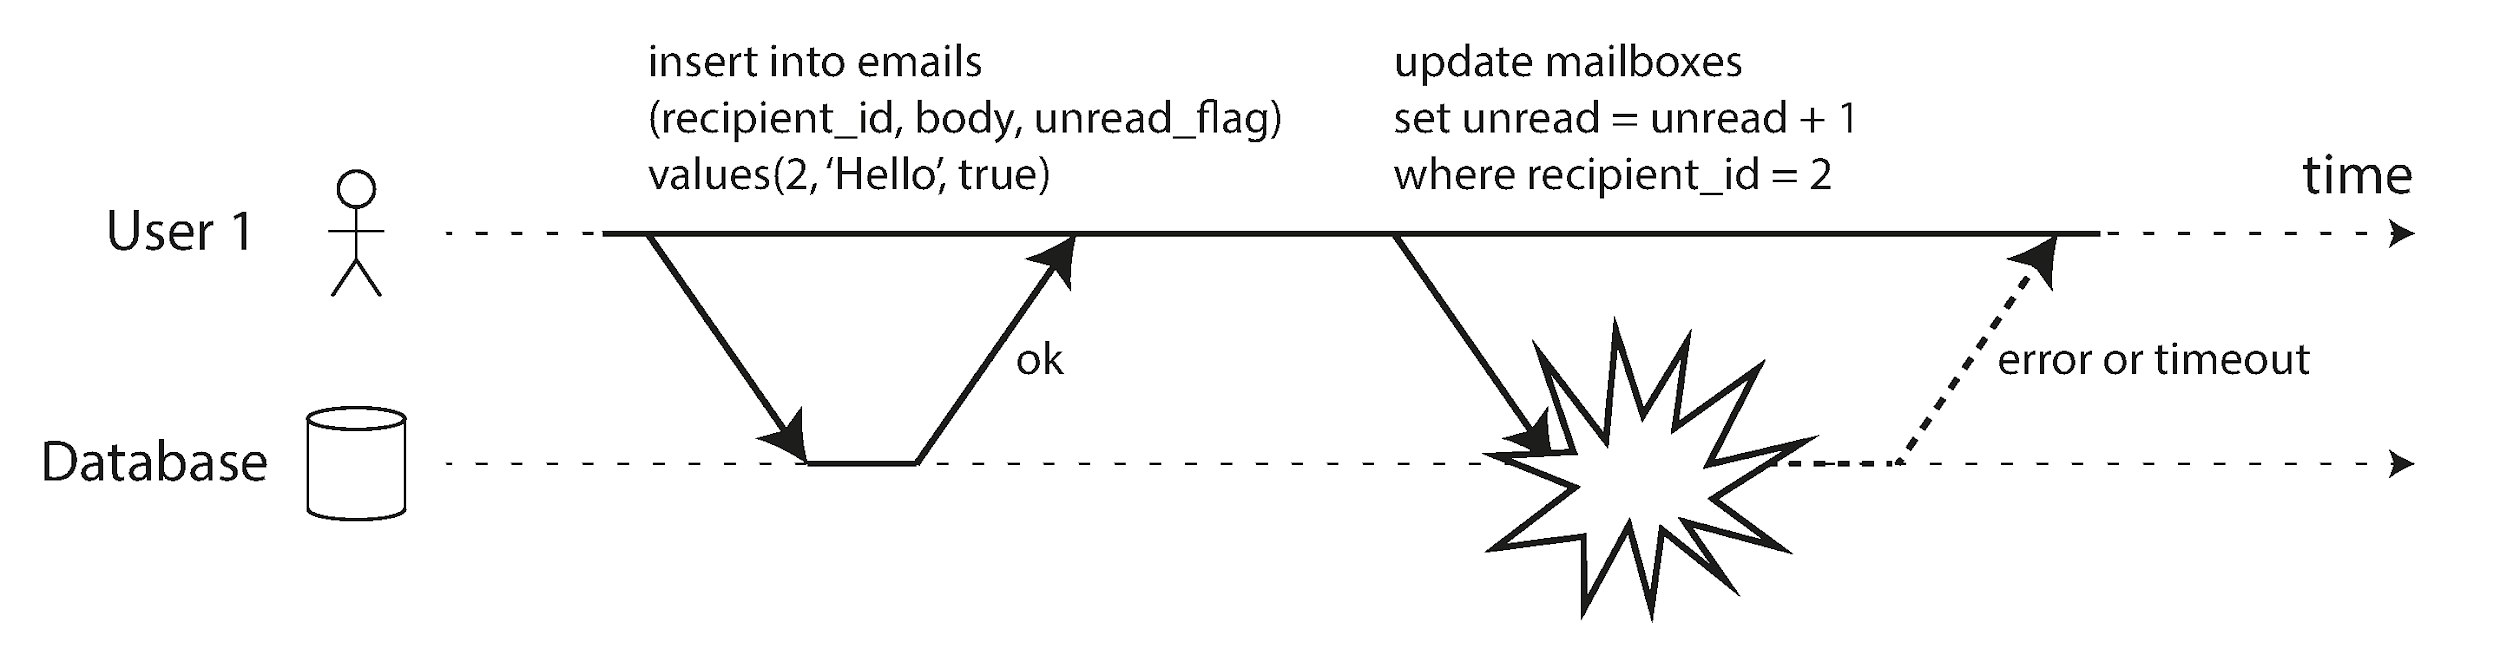 insert into emails
(recipient_id, body, unread_flag)
values(2, ‘Hello’, true)
update mailboxes
set unread = unread + 1
where recipient_id = 2
time
User 1
ok
error or timeout
Database